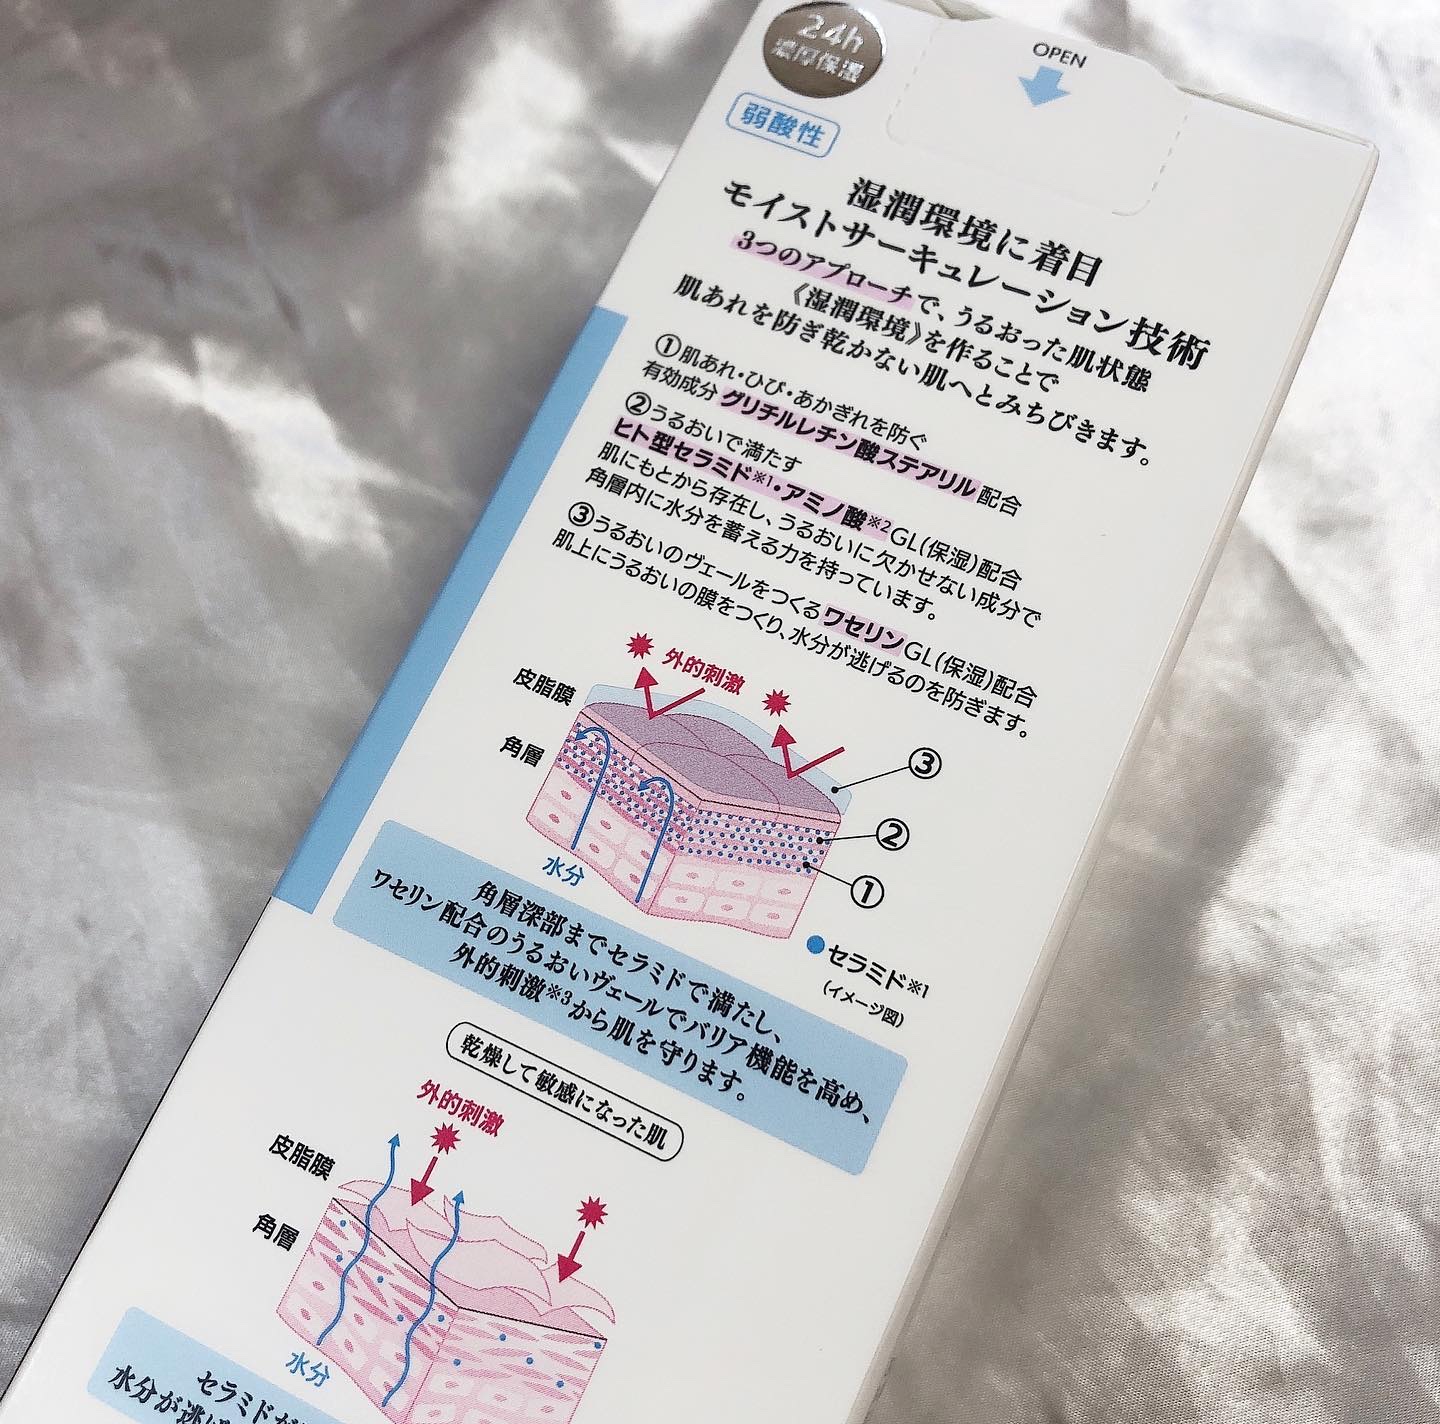 24h
濃厚保湿
OPEN
弱酸性
湿潤環境に着目
モイストサーキュレーション技術
3つのアプローチで、うるおった肌状態
《湿潤環境》を作ることで
肌あれを防ぎ乾かない肌へとみちびきます。
①肌あれ・ひび・あかぎれを防ぐ
有効成分 グリチルレチン酸ステアリル配合
②うるおいで満たす
ヒト型セラミド※1・アミノ酸※2GL(保湿)配合
肌にもとから存在し、うるおいに欠かせない成分で
角層内に水分を蓄える力を持っています。
③うるおいのヴェールをつくるワセリンGL(保湿)配合
肌上にうるおいの膜をつくり、水分が逃げるのを防ぎます。
外的刺激
皮脂膜
角層
③
②
①
水分
セラミド※1
(イメージ図)
角層深部までセラミドで満たし、
ワセリン配合のうるおいヴェールでバリア機能を高め、
外的刺激※3から肌を守ります。
乾燥して敏感になった肌
外的刺激
皮脂膜
角層
水分
セラミドが
水分が逃げ